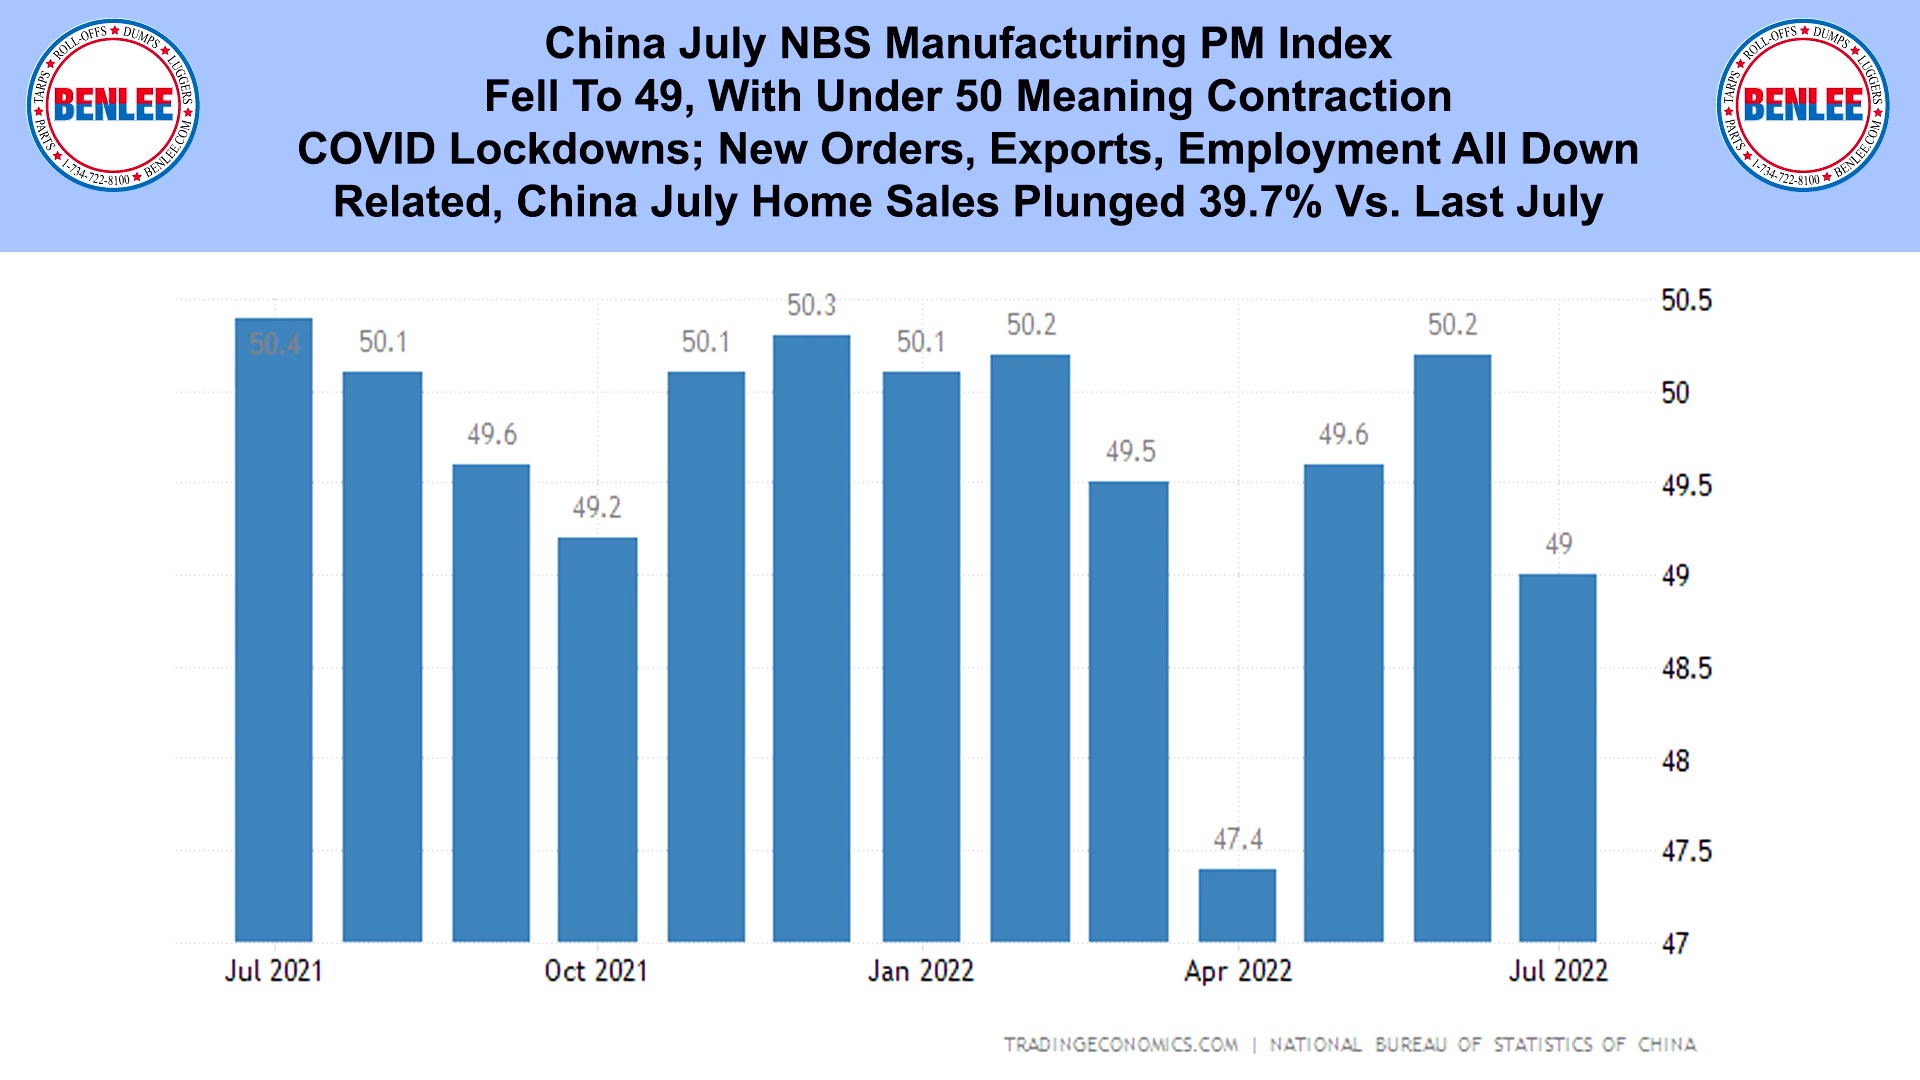 China July NBS Manufacturing PM Index
Fell To 49, With Under 50 Meaning Contraction
COVID Lockdowns; New Orders, Exports, Employment All Down
Related, China July Home Sales Plunged 39.7% Vs. Last July
TARPS ★ ROLL-OFFS ★ DUMPS ★ LUGGERS ★
BENLEE
PARTS ★ 1-734-722-8100 ★ BENLEE.COM
TARPS ★ ROLL-OFFS ★ DUMPS ★ LUGGERS ★
BENLEE
PARTS ★ 1-734-722-8100 ★ BENLEE.COM
50.4
50.1
49.6
49.2
50.1
50.3
50.1
50.2
49.5
47.4
49.6
50.2
49
50.5
50
49.5
49
48.5
48
47.5
47
Jul 2021
Oct 2021
Jan 2022
Apr 2022
Jul 2022
TRADINGECONOMICS.COM | NATIONAL BUREAU OF STATISTICS OF CHINA